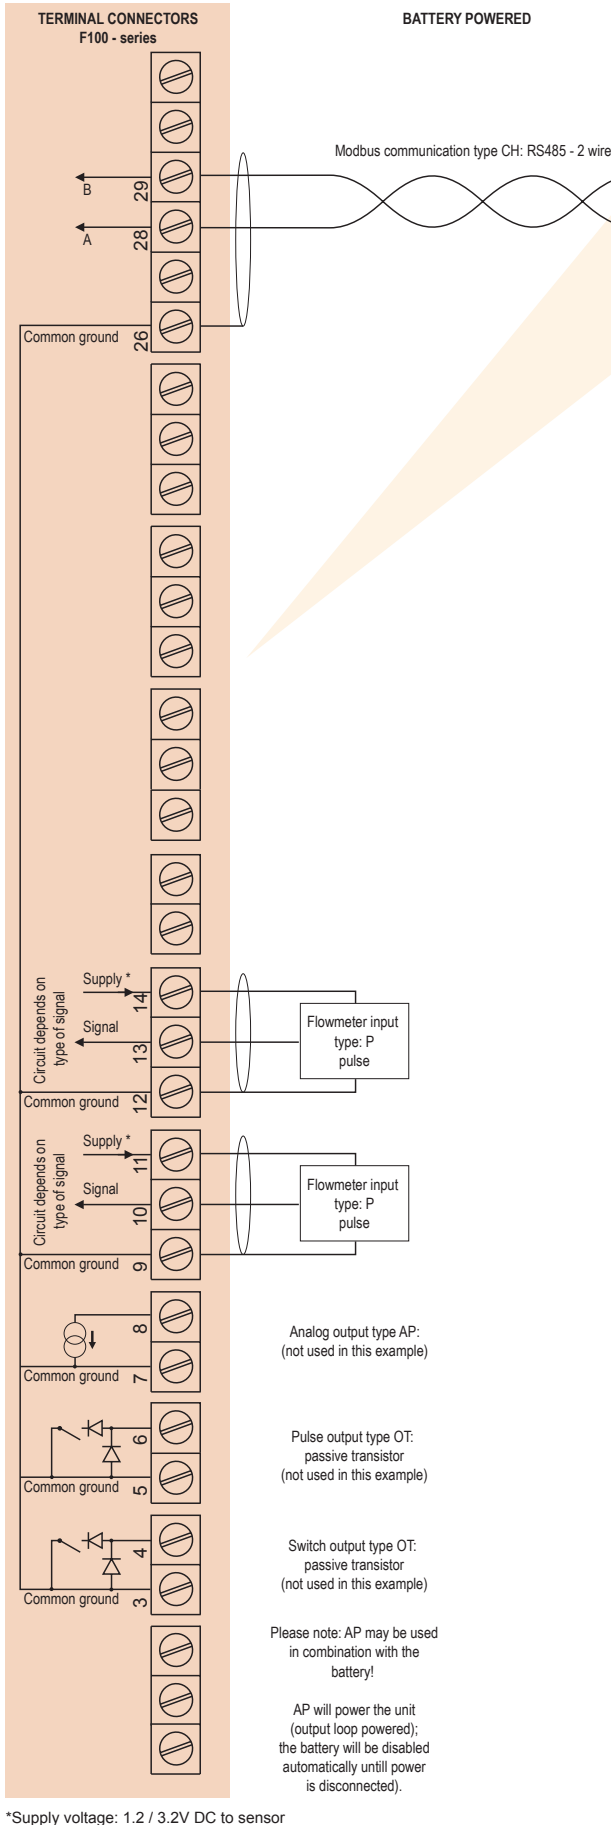 TERMINAL CONNECTORS
F100 - series
BATTERY POWERED
Modbus communication type CH: RS485 - 2 wire
B
29
A
28
Common ground
26
Circuit depends on
type of signal
Supply *
14
Signal
13
Common ground
12
Flowmeter input
type: P
pulse
Circuit depends on
type of signal
Supply *
11
Signal
10
Common ground
9
Flowmeter input
type: P
pulse
8
Common ground
7
Analog output type AP:
(not used in this example)
6
Common ground
5
Pulse output type OT:
passive transistor
(not used in this example)
4
Common ground
3
Switch output type OT:
passive transistor
(not used in this example)
Please note: AP may be used
in combination with the
battery!
AP will power the unit
(output loop powered);
the battery will be disabled
automatically untill power
is disconnected).
*Supply voltage: 1.2 / 3.2V DC to sensor